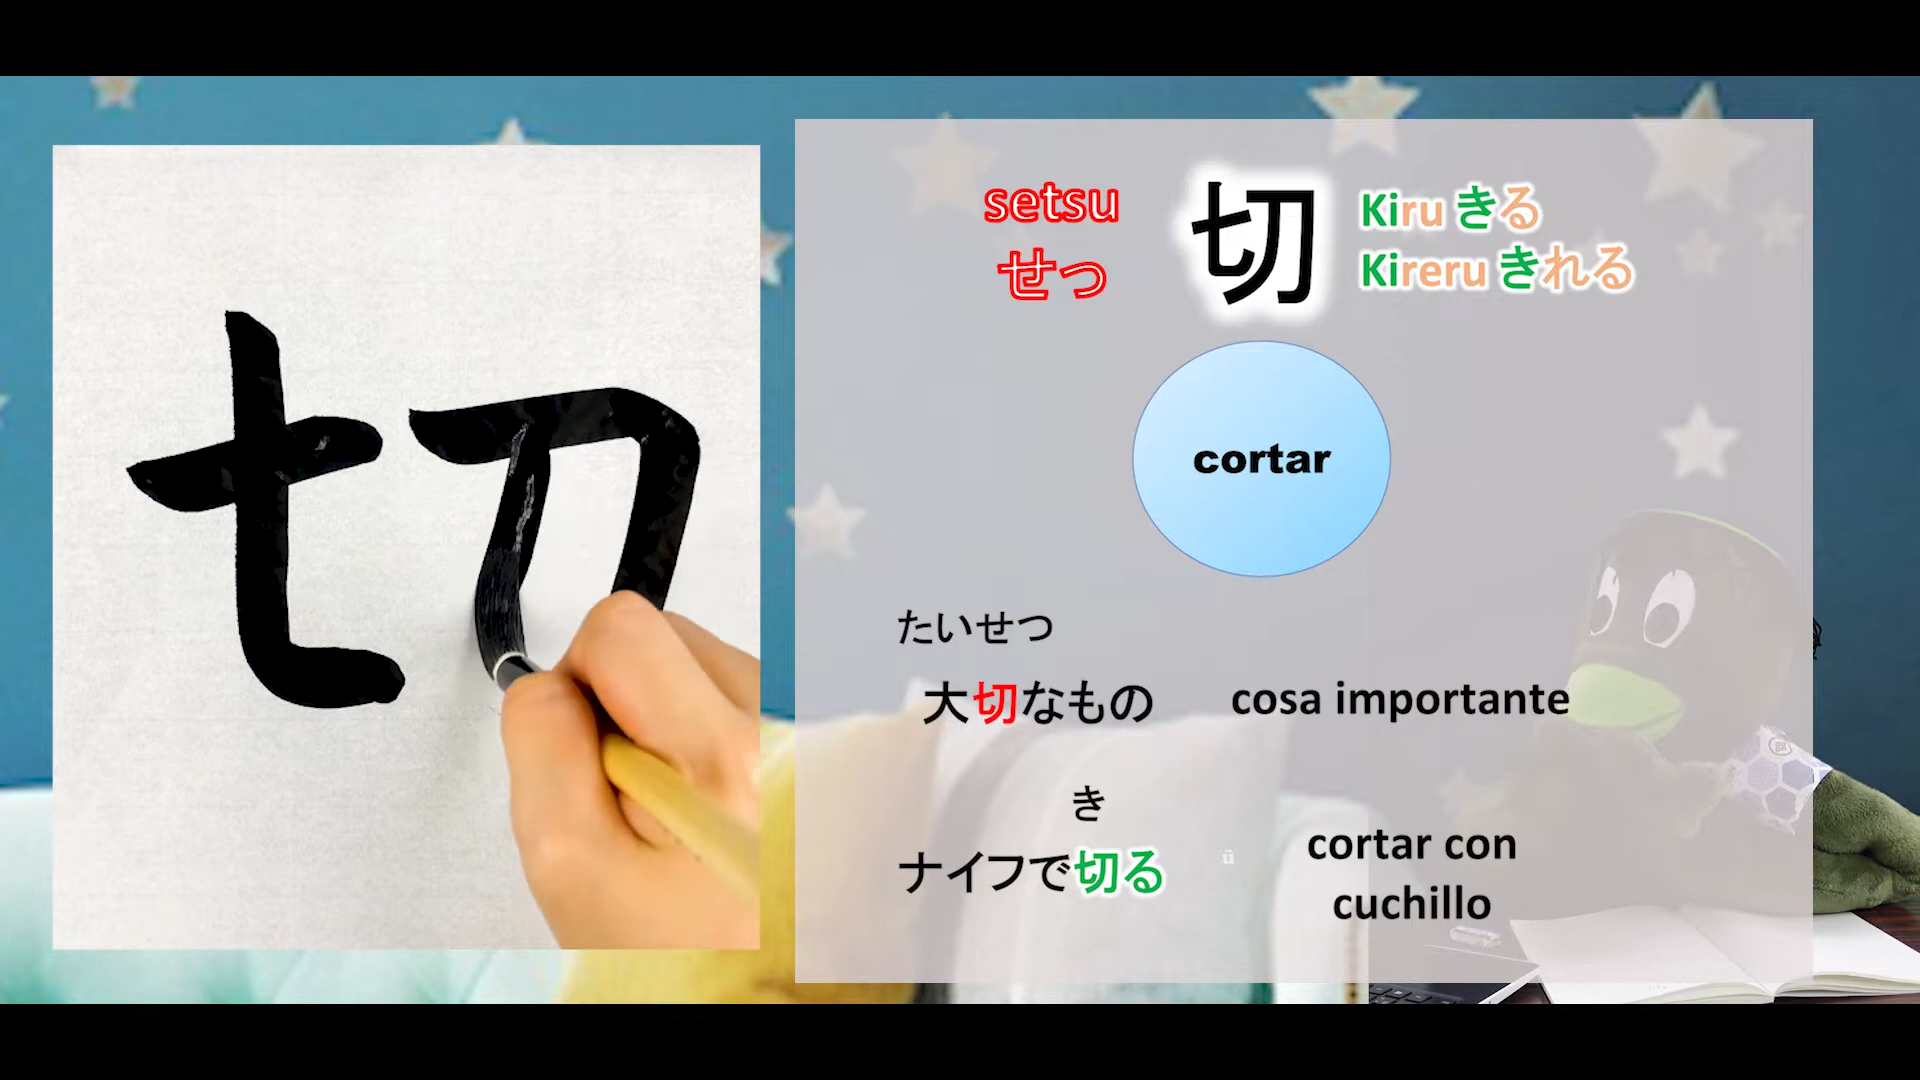 切
setsu
せつ
切
Kiru きる
Kireru きれる
cortar
たいせつ
大切なもの
cosa importante
き
ナイフで切る
ū
cortar con
cuchillo